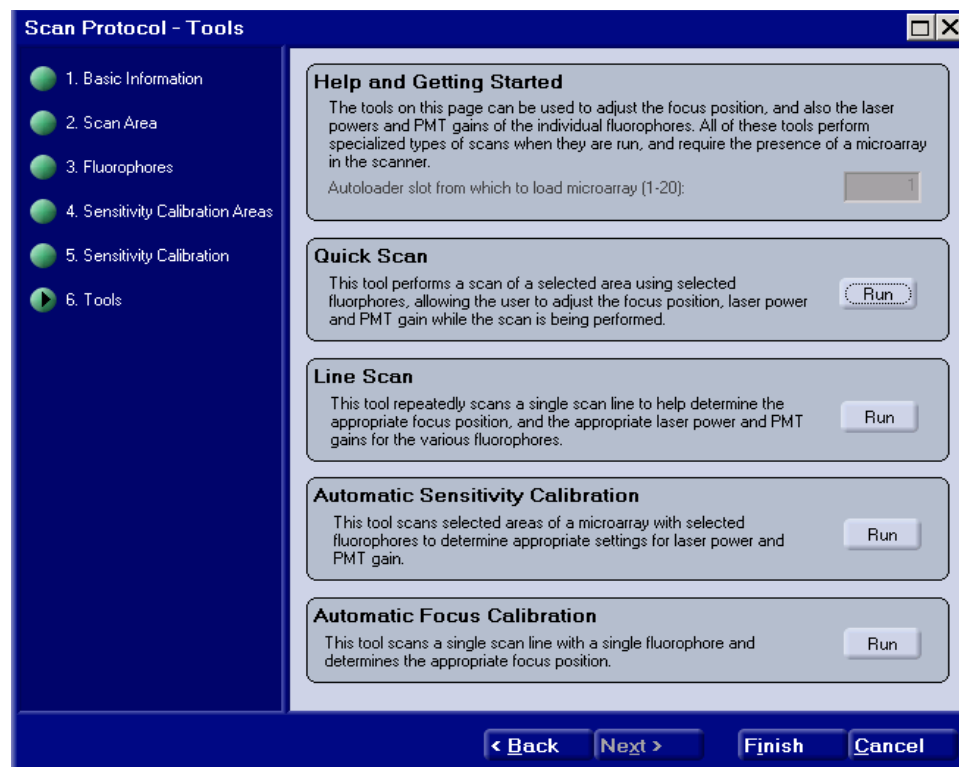 Scan Protocol - Tools
1. Basic Information
2. Scan Area
3. Fluorophores
4. Sensitivity Calibration Areas
5. Sensitivity Calibration
6. Tools
Help and Getting Started
The tools on this page can be used to adjust the focus position, and also the laser
powers and PMT gains of the individual fluorophores. All of these tools perform
specialized types of scans when they are run, and require the presence of a microarray
in the scanner.
Autoloader slot from which to load microarray (1-20):
1
Quick Scan
This tool performs a scan of a selected area using selected
fluorphores, allowing the user to adjust the focus position, laser power
and PMT gain while the scan is being performed.
Run
Line Scan
This tool repeatedly scans a single scan line to help determine the
appropriate focus position, and the appropriate laser power and PMT
gains for the various fluorophores.
Run
Automatic Sensitivity Calibration
This tool scans selected areas of a microarray with selected
fluorophores to determine appropriate settings for laser power and
PMT gain.
Run
Automatic Focus Calibration
This tool scans a single scan line with a single fluorophore and
determines the appropriate focus position.
Run
< Back
Next >
Finish
Cancel